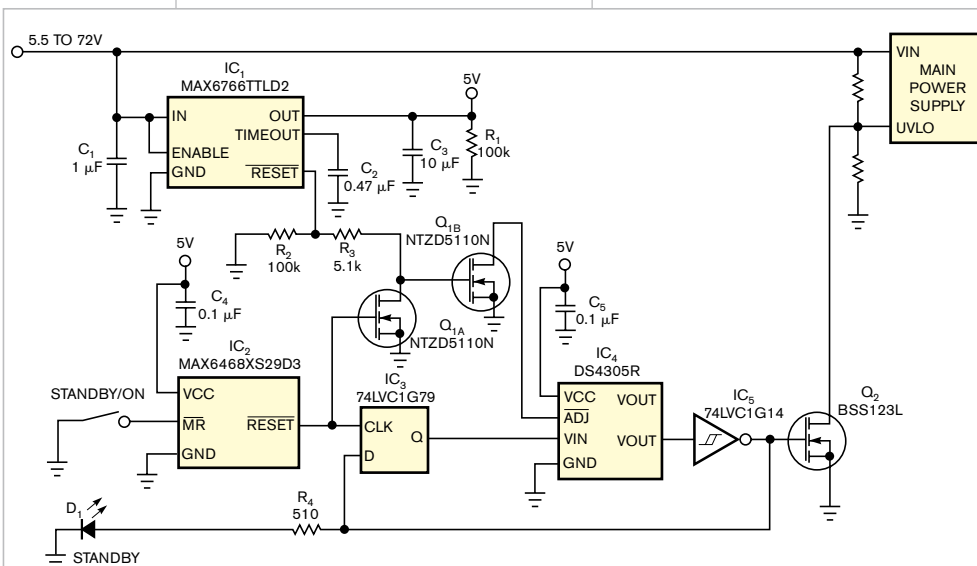 5.5 TO 72V
VIN
MAIN
POWER
SUPPLY
UVLO
IC1
MAX6766TTLD2
IN
ENABLE
GND
OUT
TIMEOUT
RESET
C1
1 µF
C2
0.47 µF
C3
10 µF
5V
R1
100k
R2
100k
R3
5.1k
Q1B
NTZD5110N
Q1A
NTZD5110N
5V
C4
0.1 µF
IC2
MAX6468XS29D3
VCC
MR
GND
RESET
STANDBY/ON
IC3
74LVC1G79
CLK
Q
D
5V
C5
0.1 µF
IC4
DS4305R
VCC
ADJ
VIN
GND
VOUT
VOUT
IC5
74LVC1G14
Q2
BSS123L
R4
510
D1
STANDBY